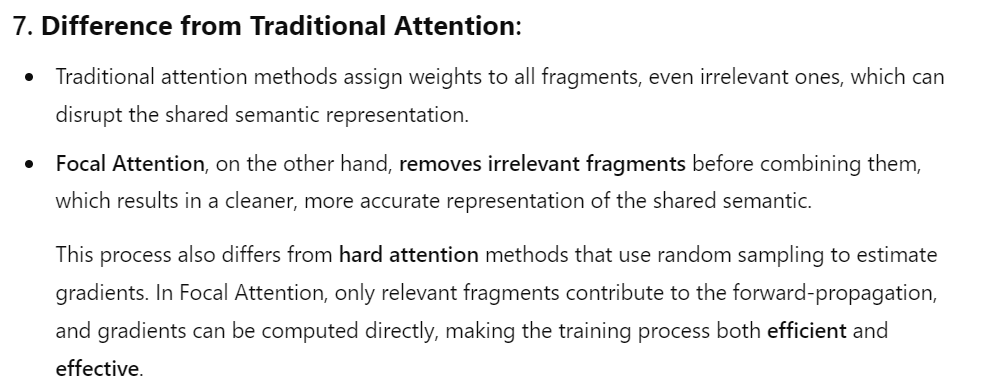 7. Difference from Traditional Attention:
• Traditional attention methods assign weights to all fragments, even irrelevant ones, which can
disrupt the shared semantic representation.
• Focal Attention, on the other hand, removes irrelevant fragments before combining them,
which results in a cleaner, more accurate representation of the shared semantic.
This process also differs from hard attention methods that use random sampling to estimate
gradients. In Focal Attention, only relevant fragments contribute to the forward-propagation,
and gradients can be computed directly, making the training process both efficient and
effective.